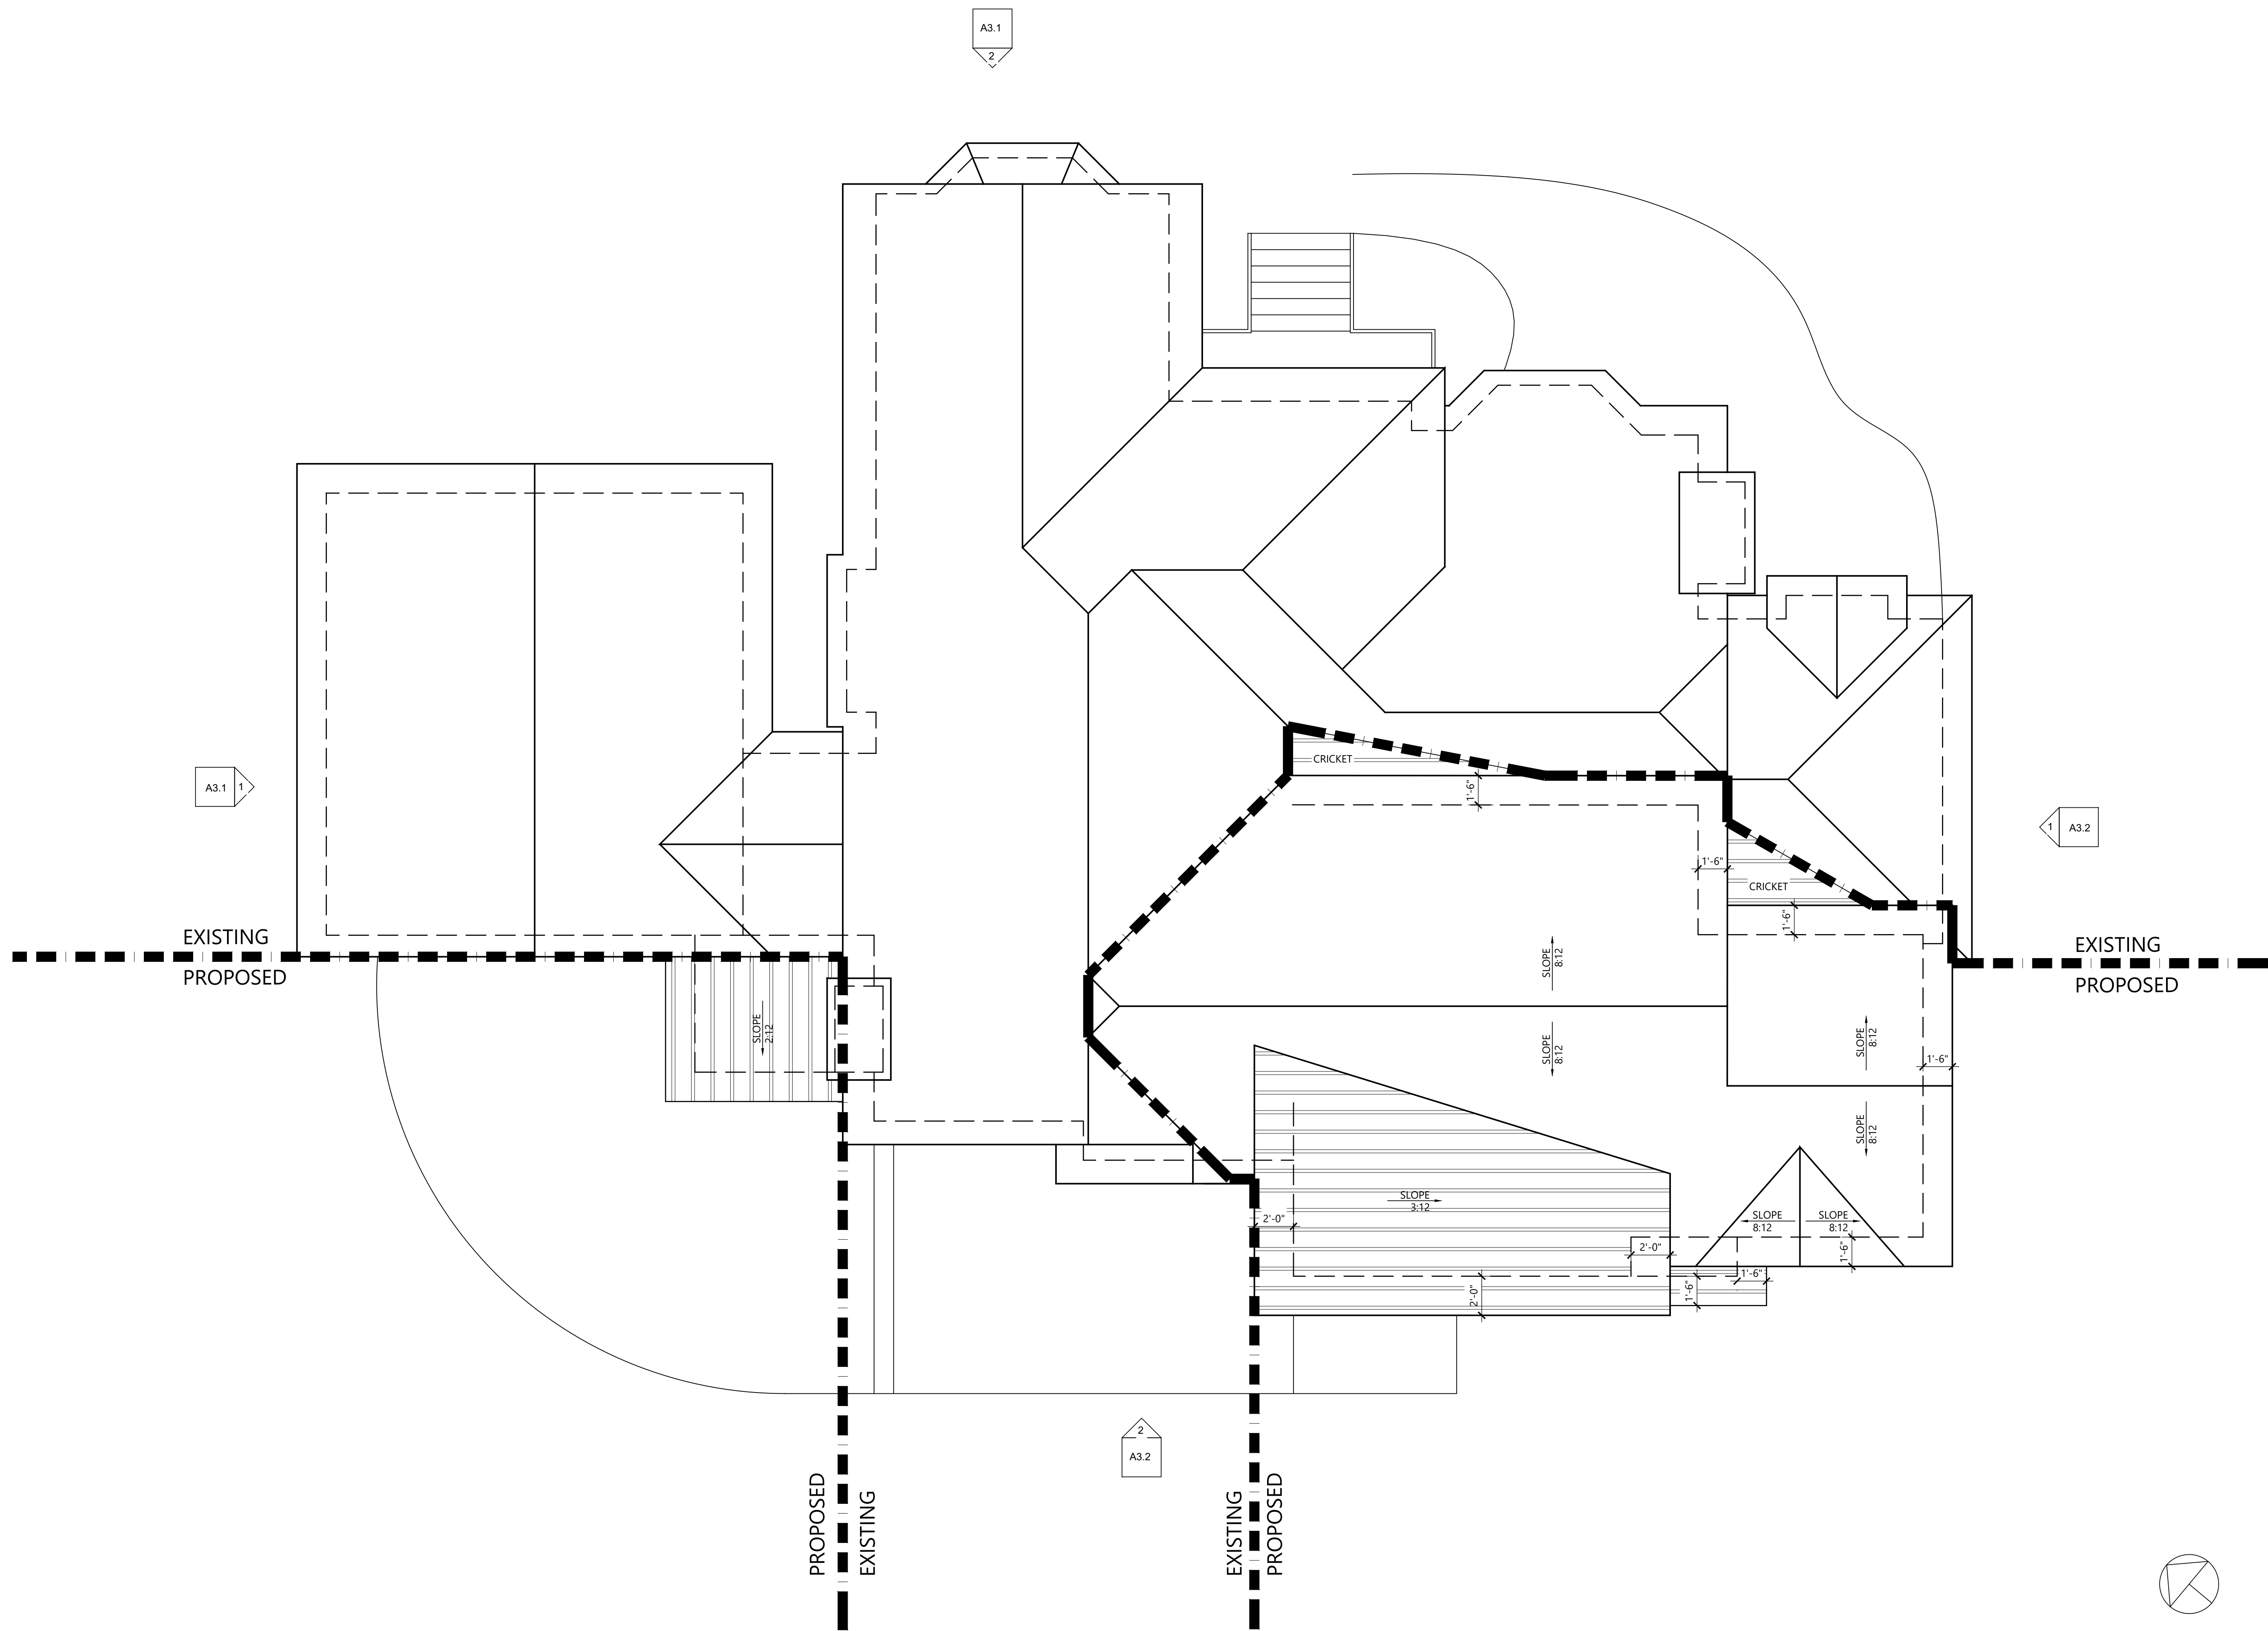 A3.1
2
CRICKET
1'-6"
A3.1
1
1
A3.2
1'-6"
CRICKET
1'-6"
EXISTING
PROPOSED
EXISTING
PROPOSED
SLOPE
8:12
SLOPE
2:12
SLOPE
8:12
SLOPE
8:12
1'-6"
SLOPE
8:12
SLOPE
3:12
2'-0"
SLOPE
8:12
SLOPE
8:12
2'-0"
1'-6"
1'-6"
2'-0"
1'-6"
2
A3.2
PROPOSED
EXISTING
EXISTING
PROPOSED